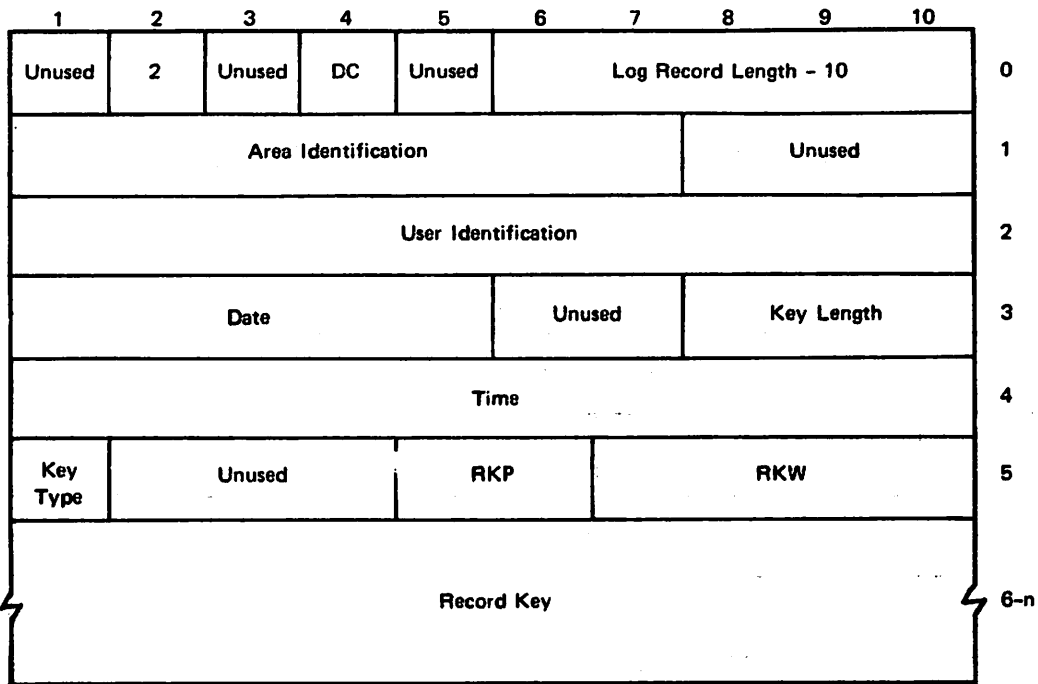 1 2 3 4 5 6 7 8 9 10
Unused 2 Unused DC Unused Log Record Length - 10 0
Area Identification Unused 1
User Identification 2
Date Unused Key Length 3
Time 4
Key Type Unused RKP RKW 5
Record Key 6-n